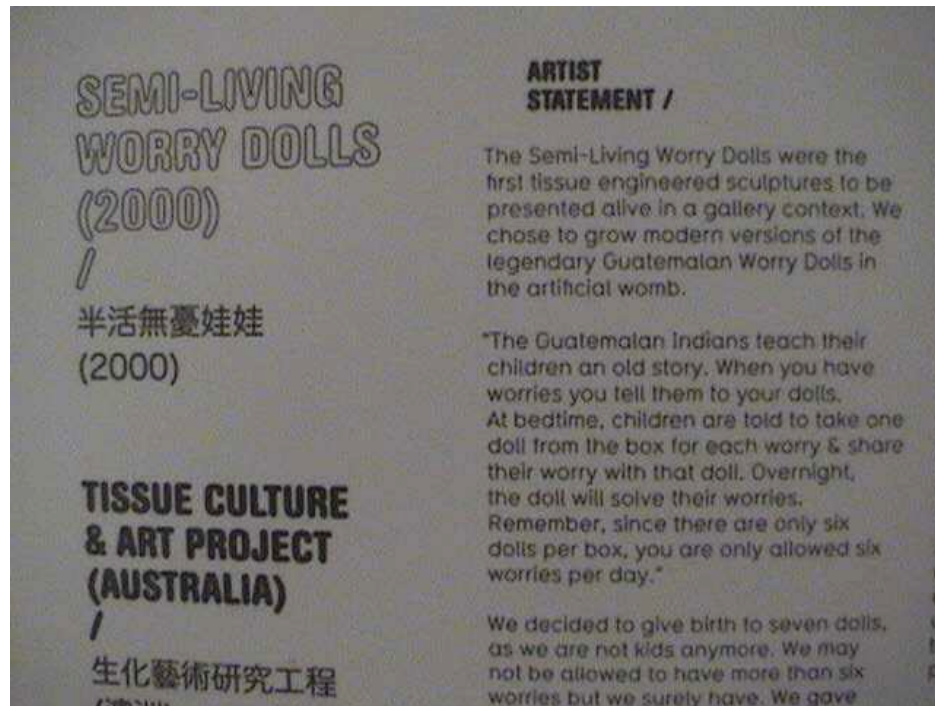 SEMI-LIVING
WORRY DOLLS
(2000)
/
半活無憂娃娃
(2000)
TISSUE CULTURE
& ART PROJECT
(AUSTRALIA)
/
生化藝術研究工程
ARTIST
STATEMENT /
The Semi-Living Worry Dolls were the
first tissue engineered sculptures to be
presented alive in a gallery context. We
chose to grow modern versions of the
legendary Guatemalan Worry Dolls in
the artificial womb.
"The Guatemalan Indians teach their
children an old story. When you have
worries you tell them to your dolls.
At bedtime, children are told to take one
doll from the box for each worry & share
their worry with that doll. Overnight,
the doll will solve their worries.
Remember, since there are only six
dolls per box, you are only allowed six
worries per day."
We decided to give birth to seven dolls,
as we are not kids anymore. We may
not be allowed to have more than six
worries but we surely have. We gave